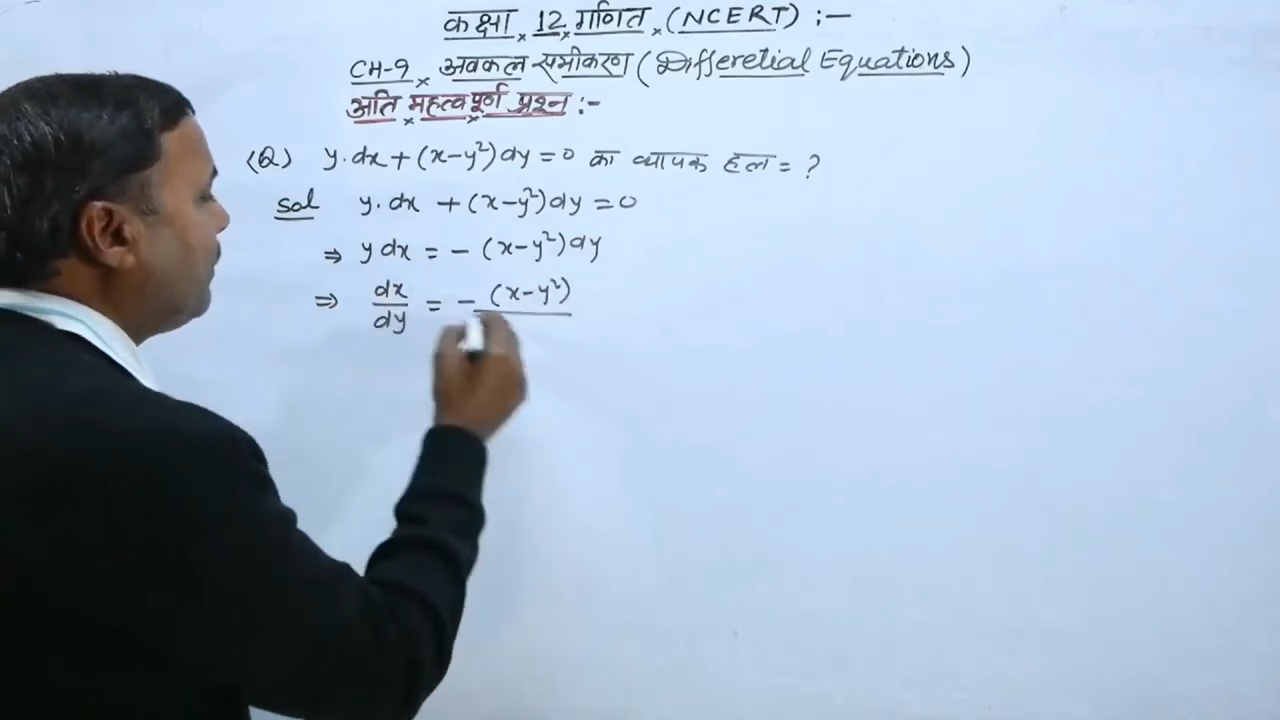 कक्षा × 12 × गणित × (NCERT) :-
CH-9 × अवकल समीकरण (Differetial Equations)
अति × महत्वपूर्ण × प्रश्न :-
(Q) y.dx + (x-y²)dy = 0 का व्यापक हल = ?
Sol y.dx + (x-y²)dy = 0
⇒ y dx = - (x-y²)dy
⇒ dx/dy = - (x-y²)